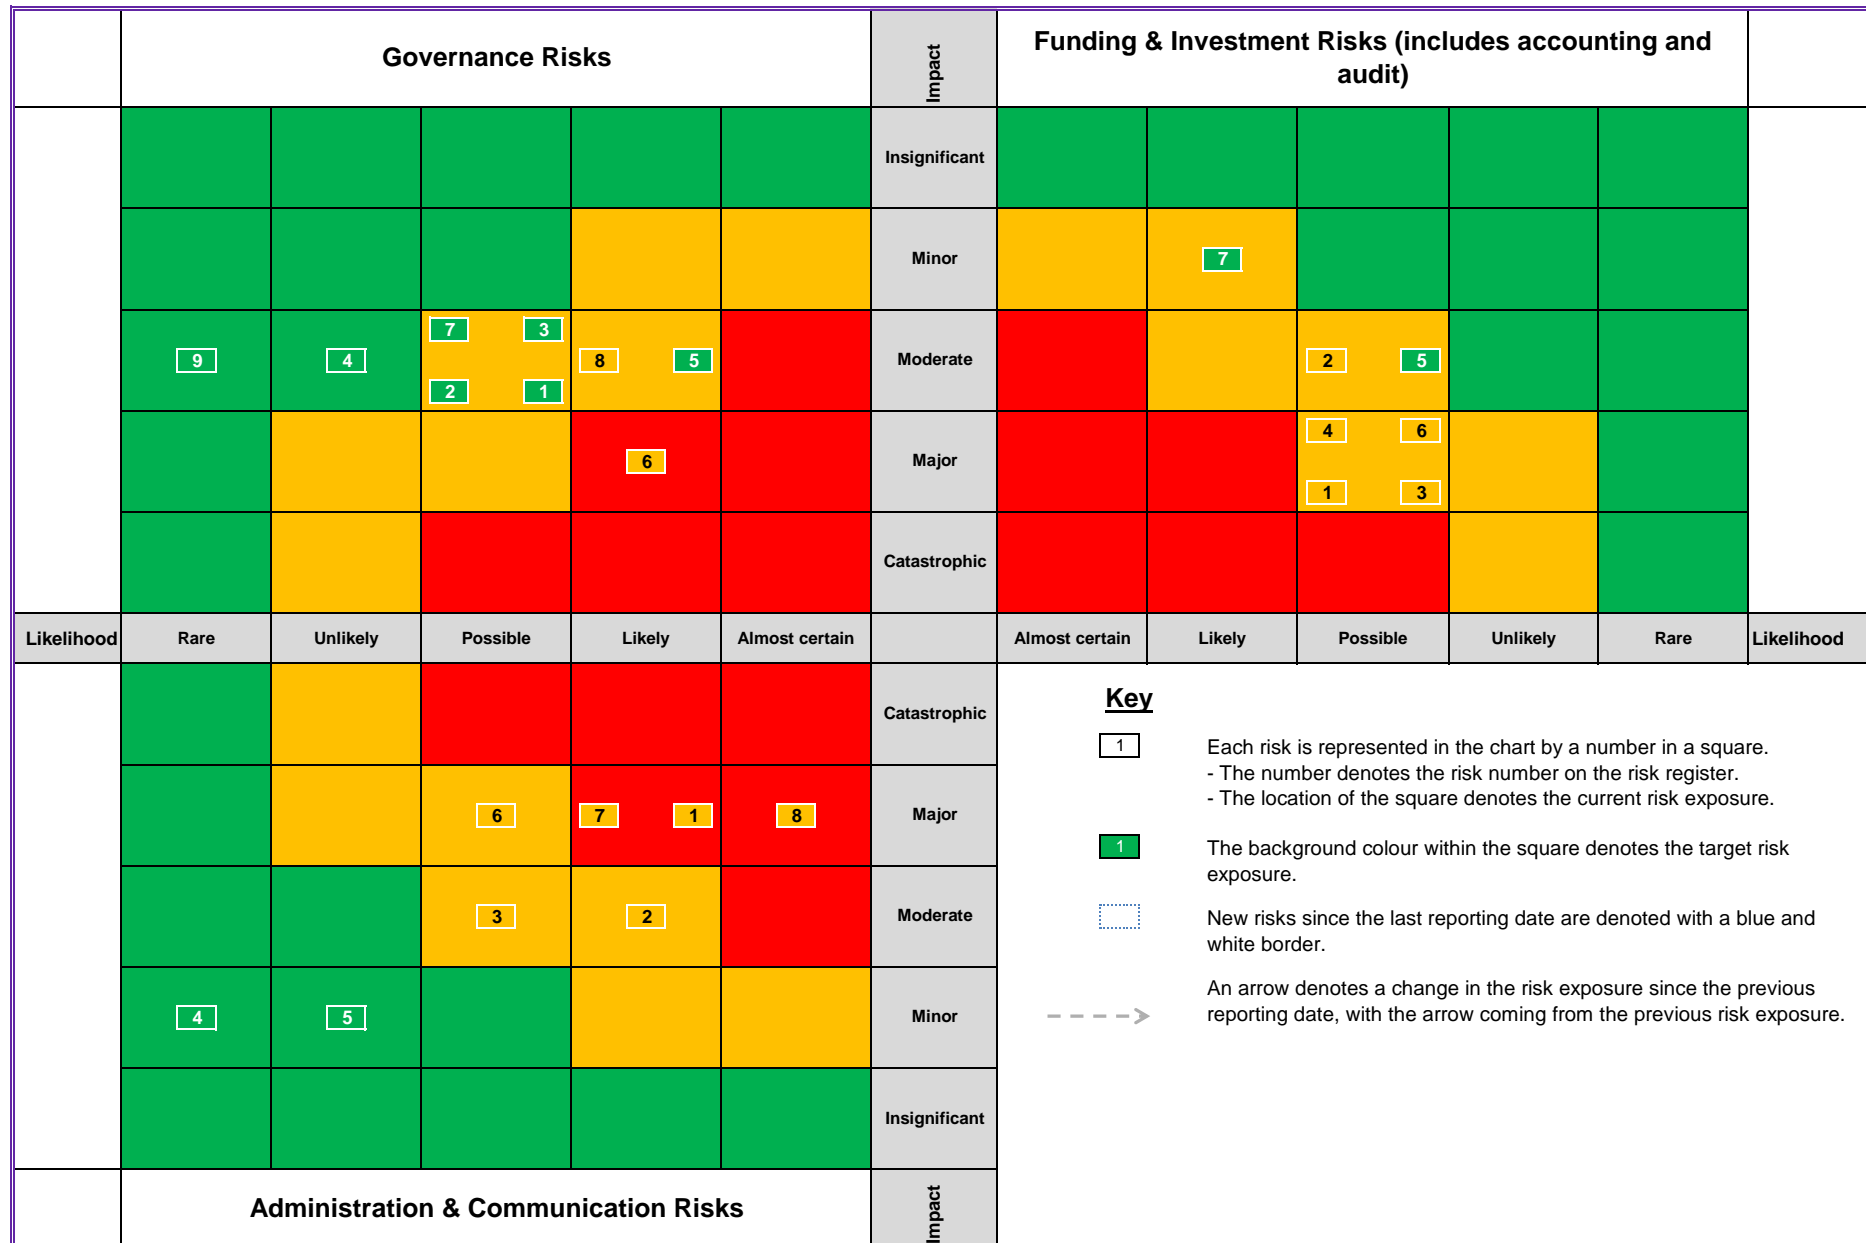 Governance Risks
Impact
Funding & Investment Risks (includes accounting and
audit)
Insignificant
Minor
7
7 3
9 4 8 5
2 1
Moderate
2 5
6
Major
4 6
1 3
Catastrophic
Likelihood Rare Unlikely Possible Likely Almost certain Almost certain Likely Possible Unlikely Rare Likelihood
Catastrophic
6 7 1 8
Major
3 2
Moderate
4 5
Minor
Insignificant
Administration & Communication Risks
Impact
Key
1 Each risk is represented in the chart by a number in a square.
- The number denotes the risk number on the risk register.
- The location of the square denotes the current risk exposure.
1 The background colour within the square denotes the target risk
exposure.
New risks since the last reporting date are denoted with a blue and
white border.
An arrow denotes a change in the risk exposure since the previous
reporting date, with the arrow coming from the previous risk exposure.